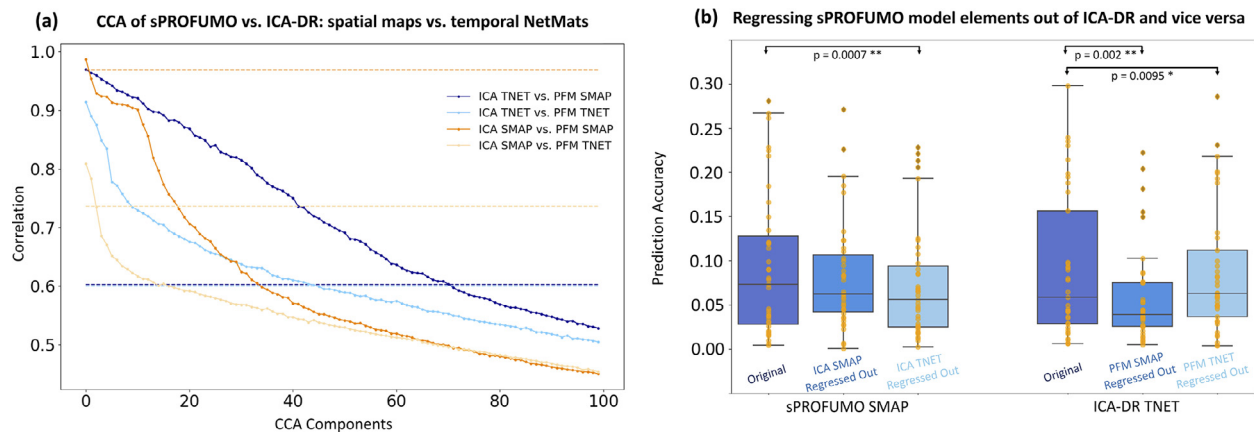 (a) CCA of sPROFUMO vs. ICA-DR: spatial maps vs. temporal NetMats
Correlation
1.0
0.9
0.8
0.7
0.6
0.5
ICA TNET vs. PFM SMAP
ICA TNET vs. PFM TNET
ICA SMAP vs. PFM SMAP
ICA SMAP vs. PFM TNET
0 20 40 60 80 100
CCA Components
(b) Regressing sPROFUMO model elements out of ICA-DR and vice versa
p = 0.0007 **
p = 0.002 **
p = 0.0095 *
Prediction Accuracy
0.30
0.25
0.20
0.15
0.10
0.05
0.00
Original
ICA SMAP
Regressed Out
ICA TNET
Regressed Out
Original
PFM SMAP
Regressed Out
PFM TNET
Regressed Out
sPROFUMO SMAP
ICA-DR TNET